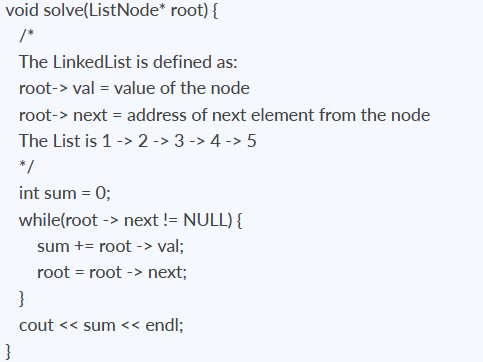 void solve(ListNode* root) {
/*
The LinkedList is defined as:
root-> val = value of the node
root-> next = address of next element from the node
The List is 1 -> 2 -> 3 -> 4 -> 5
*/
int sum = 0;
while(root -> next != NULL) {
sum += root -> val;
root = root -> next;
}
cout << sum << endl;
}